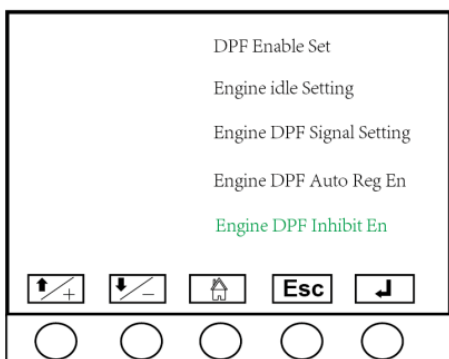 DPF Enable Set
Engine idle Setting
Engine DPF Signal Setting
Engine DPF Auto Reg En
Engine DPF Inhibit En
+ - Esc